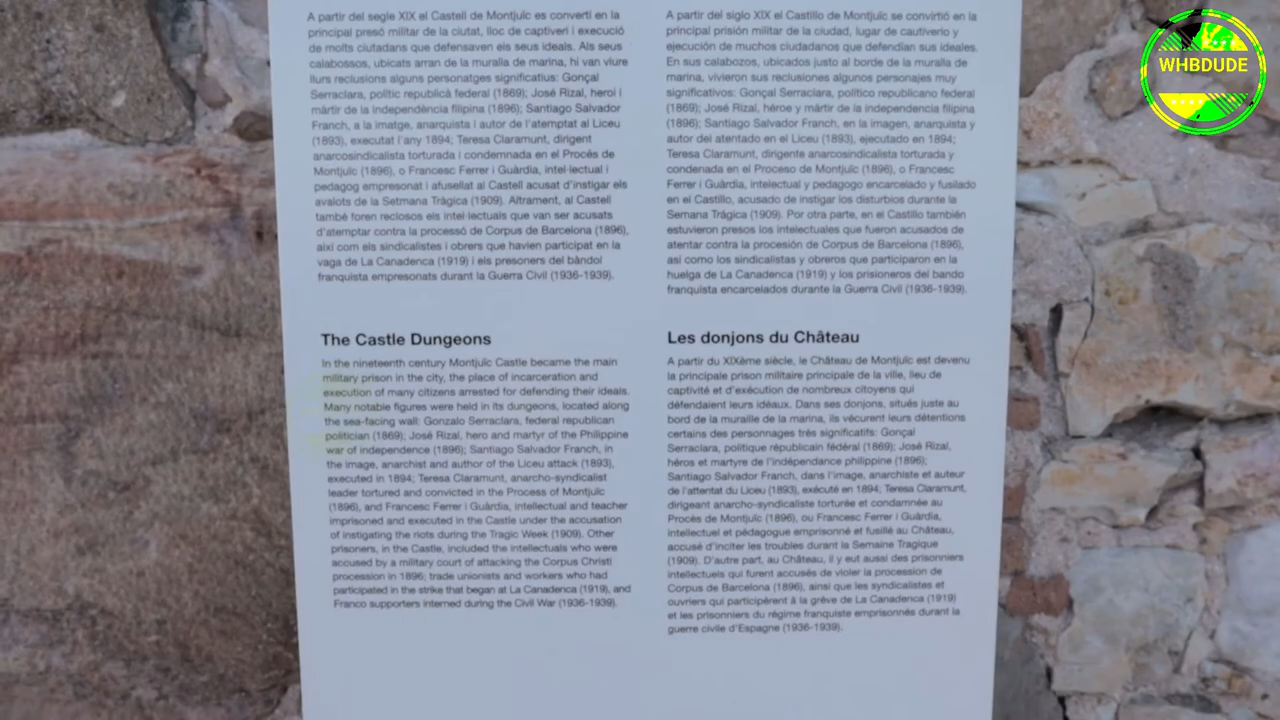 A partir del segle XIX el Castell de Montjuïc es convertí en la
principal presó militar de la ciutat, lloc de captiveri i execució
de molts ciutadans que defensaven els seus ideals. Als seus
calabossos, ubicats arran de la muralla de marina, hi van viure
llurs reclusions alguns personatges significatius: Gonçal
Serraclara, polític republicà federal (1869); José Rizal, heroi i
màrtir de la independència filipina (1896); Santiago Salvador
Franch, a la imatge, anarquista i autor de l'atemptat al Liceu
(1893), executat l'any 1894; Teresa Claramunt, dirigent
anarcosindicalista torturada i condemnada en el Procés de
Montjuïc (1896), o Francesc Ferrer i Guàrdia, intel·lectual i
pedagog empresonat i afusellat al Castell acusat d'instigar els
avalots de la Setmana Tràgica (1909). Altrament, al Castell
també foren reclosos els intel·lectuals que van ser acusats
d'atemptar contra la processó de Corpus de Barcelona (1896),
així com els sindicalistes i obrers que havien participat en la
vaga de La Canadenca (1919) i els presoners del bàndol
franquista empresonats durant la Guerra Civil (1936-1939).
A partir del siglo XIX el Castillo de Montjuïc se convirtió en la
principal prisión militar de la ciudad, lugar de cautiverio y
ejecución de muchos ciudadanos que defendían sus ideales.
En sus calabozos, ubicados justo al borde de la muralla de
marina, vivieron sus reclusiones algunos personajes muy
significativos: Gonçal Serraclara, político republicano federal
(1869); José Rizal, héroe y mártir de la independencia filipina
(1896); Santiago Salvador Franch, en la imagen, anarquista y
autor del atentado en el Liceu (1893), ejecutado en 1894;
Teresa Claramunt, dirigente anarcosindicalista torturada y
condenada en el Proceso de Montjuïc (1896), o Francesc
Ferrer i Guàrdia, intelectual y pedagogo encarcelado y fusilado
en el Castillo, acusado de instigar los disturbios durante la
Semana Trágica (1909). Por otra parte, en el Castillo también
estuvieron presos los intelectuales que fueron acusados de
atentar contra la procesión de Corpus de Barcelona (1896),
así como los sindicalistas y obreros que participaron en la
huelga de La Canadenca (1919) y los prisioneros del bando
franquista encarcelados durante la Guerra Civil (1936-1939).
The Castle Dungeons
In the nineteenth century Montjuïc Castle became the main
military prison in the city, the place of incarceration and
execution of many citizens arrested for defending their ideals.
Many notable figures were held in its dungeons, located along
the sea-facing wall: Gonzalo Serraclara, federal republican
politician (1869); José Rizal, hero and martyr of the Philippine
war of independence (1896); Santiago Salvador Franch, in
the image, anarchist and author of the Liceu attack (1893),
executed in 1894; Teresa Claramunt, anarcho-syndicalist
leader tortured and convicted in the Process of Montjuïc
(1896), and Francesc Ferrer i Guàrdia, intellectual and teacher
imprisoned and executed in the Castle under the accusation
of instigating the riots during the Tragic Week (1909). Other
prisoners, in the Castle, included the intellectuals who were
accused by a military court of attacking the Corpus Christi
procession in 1896; trade unionists and workers who had
participated in the strike that began at La Canadenca (1919), and
Franco supporters interned during the Civil War (1936-1939).
Les donjons du Château
A partir du XIXème siècle, le Château de Montjuïc est devenu
la principale prison militaire principale de la ville, lieu de
captivité et d'exécution de nombreux citoyens qui
défendaient leurs idéaux. Dans ses donjons, situés juste au
bord de la muraille de la marina, ils vécurent leurs détentions
certains des personnages très significatifs: Gonçal
Serraclara, politique républicain fédéral (1869); José Rizal,
héros et martyre de l'indépendance philippine (1896);
Santiago Salvador Franch, dans l'image, anarchiste et auteur
de l'attentat du Liceu (1893), exécuté en 1894; Teresa Claramunt,
dirigeant anarcho-syndicaliste torturée et condamnée au
Procès de Montjuïc (1896), ou Francesc Ferrer i Guàrdia,
intellectuel et pédagogue emprisonné et fusillé au Château,
accusé d'inciter les troubles durant la Semaine Tragique
(1909). D'autre part, au Château, il y eut aussi des prisonniers
intellectuels qui furent accusés de violer la procession de
Corpus de Barcelona (1896), ainsi que les syndicalistes et
ouvriers qui participèrent à la grève de La Canadenca (1919)
et les prisonniers du régime franquiste emprisonnés durant la
guerre civile d'Espagne (1936-1939).
WHBDUDE